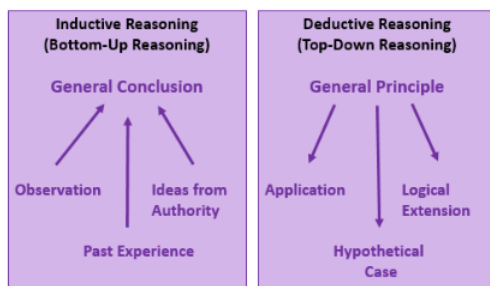 Inductive Reasoning
(Bottom-Up Reasoning)
General Conclusion
Observation
Ideas from
Authority
Past Experience
Deductive Reasoning
(Top-Down Reasoning)
General Principle
Application
Logical
Extension
Hypothetical
Case